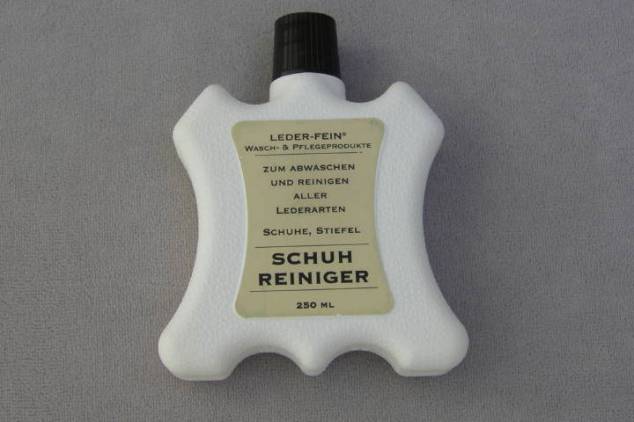 LEDER-FEIN®
WASCH- & PFLEGEPRODUKTE
ZUM ABWASCHEN
UND REINIGEN
ALLER
LEDERARTEN
SCHUHE, STIEFEL
SCHUH
REINIGER
250 ML